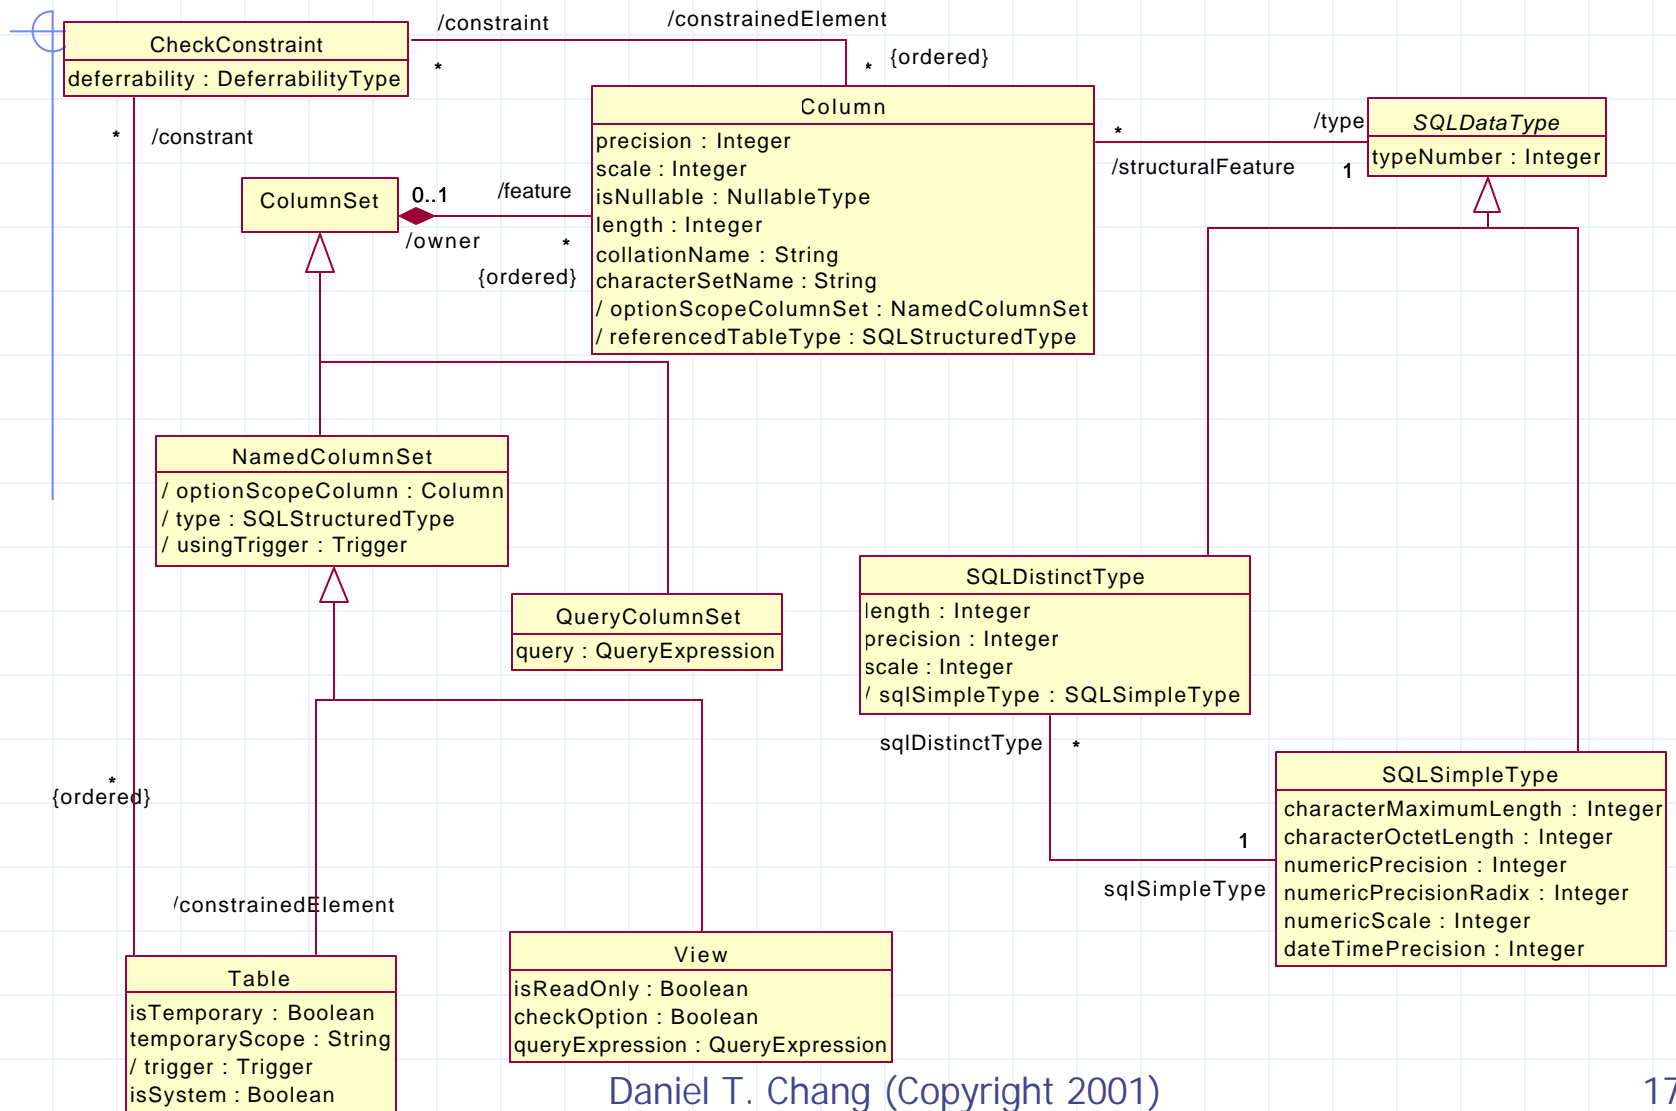 /constraint
/constrainedElement
CheckConstraint
deferrability : DeferrabilityType
*
* {ordered}
* /constrant
Column
precision : Integer
scale : Integer
isNullable : NullableType
length : Integer
collationName : String
characterSetName : String
/ optionScopeColumnSet : NamedColumnSet
/ referencedTableType : SQLStructuredType
*
/structuralFeature
/type
1
SQLDataType
typeNumber : Integer
ColumnSet
0..1
/owner
/feature
*
{ordered}
NamedColumnSet
/ optionScopeColumn : Column
/ type : SQLStructuredType
/ usingTrigger : Trigger
QueryColumnSet
query : QueryExpression
SQLDistinctType
length : Integer
precision : Integer
scale : Integer
/ sqlSimpleType : SQLSimpleType
sqlDistinctType *
1
sqlSimpleType
SQLSimpleType
characterMaximumLength : Integer
characterOctetLength : Integer
numericPrecision : Integer
numericPrecisionRadix : Integer
numericScale : Integer
dateTimePrecision : Integer
*
{ordered}
/constrainedElement
Table
isTemporary : Boolean
temporaryScope : String
/ trigger : Trigger
isSystem : Boolean
View
isReadOnly : Boolean
checkOption : Boolean
queryExpression : QueryExpression
Daniel T. Chang (Copyright 2001)
17